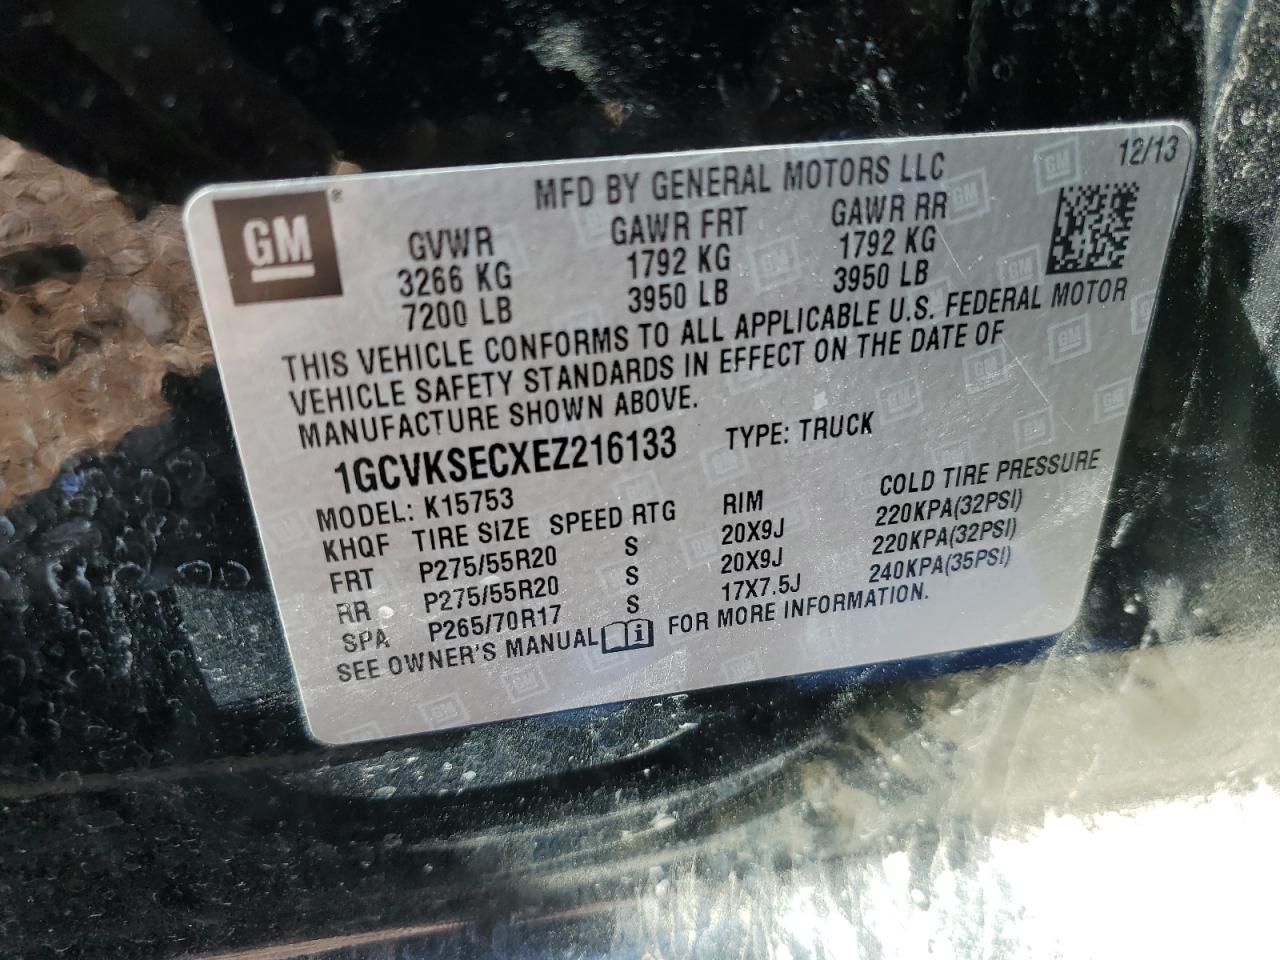 GM
®
MFD BY GENERAL MOTORS LLC
12/13
GVWR GAWR FRT GAWR RR
3266 KG 1792 KG 1792 KG
7200 LB 3950 LB 3950 LB
THIS VEHICLE CONFORMS TO ALL APPLICABLE U.S. FEDERAL MOTOR
VEHICLE SAFETY STANDARDS IN EFFECT ON THE DATE OF
MANUFACTURE SHOWN ABOVE.
1GCVKSECXEZ216133 TYPE: TRUCK
MODEL: K15753
KHQF TIRE SIZE SPEED RTG RIM COLD TIRE PRESSURE
FRT P275/55R20 S 20X9J 220KPA(32PSI)
RR P275/55R20 S 20X9J 220KPA(32PSI)
SPA P265/70R17 S 17X7.5J 240KPA(35PSI)
SEE OWNER'S MANUAL FOR MORE INFORMATION.